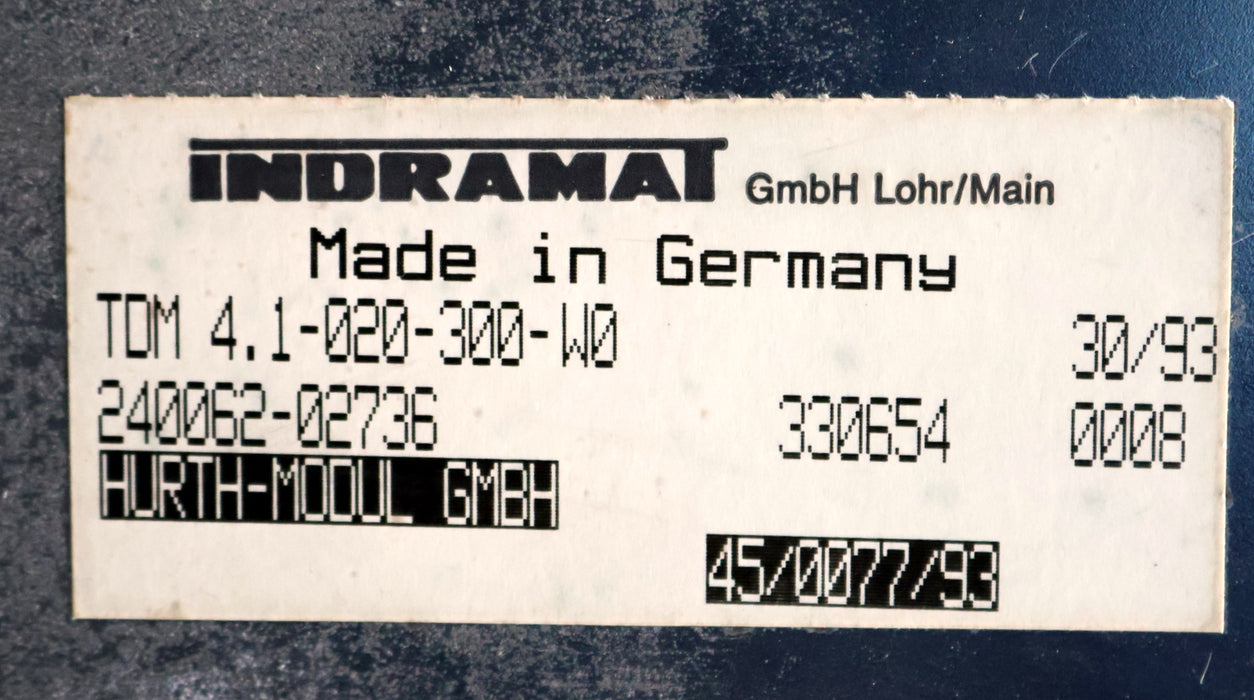 INDRAMAT GmbH Lohr/Main
Made in Germany
TDM 4.1-020-300-W0 30/93
240062-02736 330654 0008
HURTH-MODUL GMBH
45/0077/93